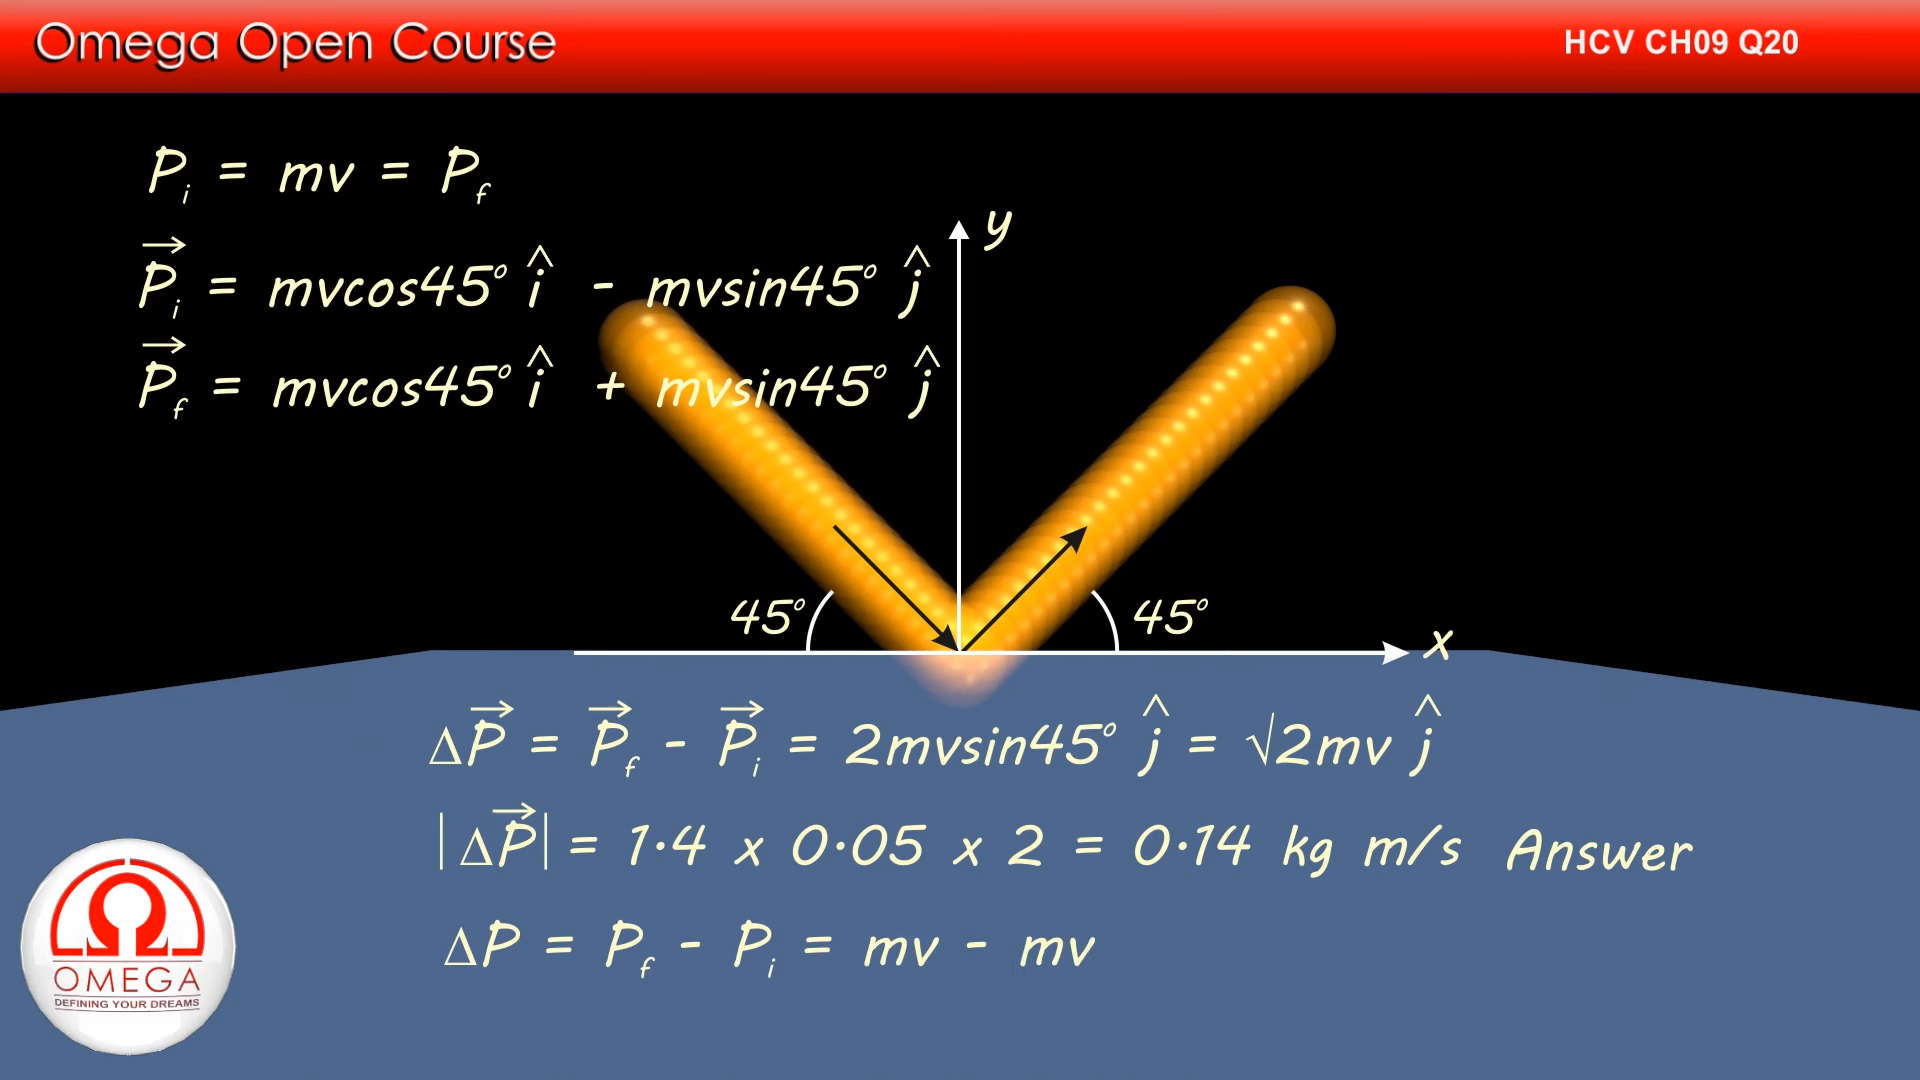 Omega Open Course
HCV CH09 Q20
Pᵢ = mv = P_f
y
P⃗ᵢ = mvcos45° î - mvsin45° ĵ
P⃗_f = mvcos45° î + mvsin45° ĵ
45° 45°
x
ΔP⃗ = P⃗_f - P⃗ᵢ = 2mvsin45° ĵ = √2mv ĵ
|ΔP⃗| = 1·4 x 0·05 x 2 = 0·14 kg m/s Answer
ΔP = P_f - Pᵢ = mv - mv
OMEGA
DEFINING YOUR DREAMS